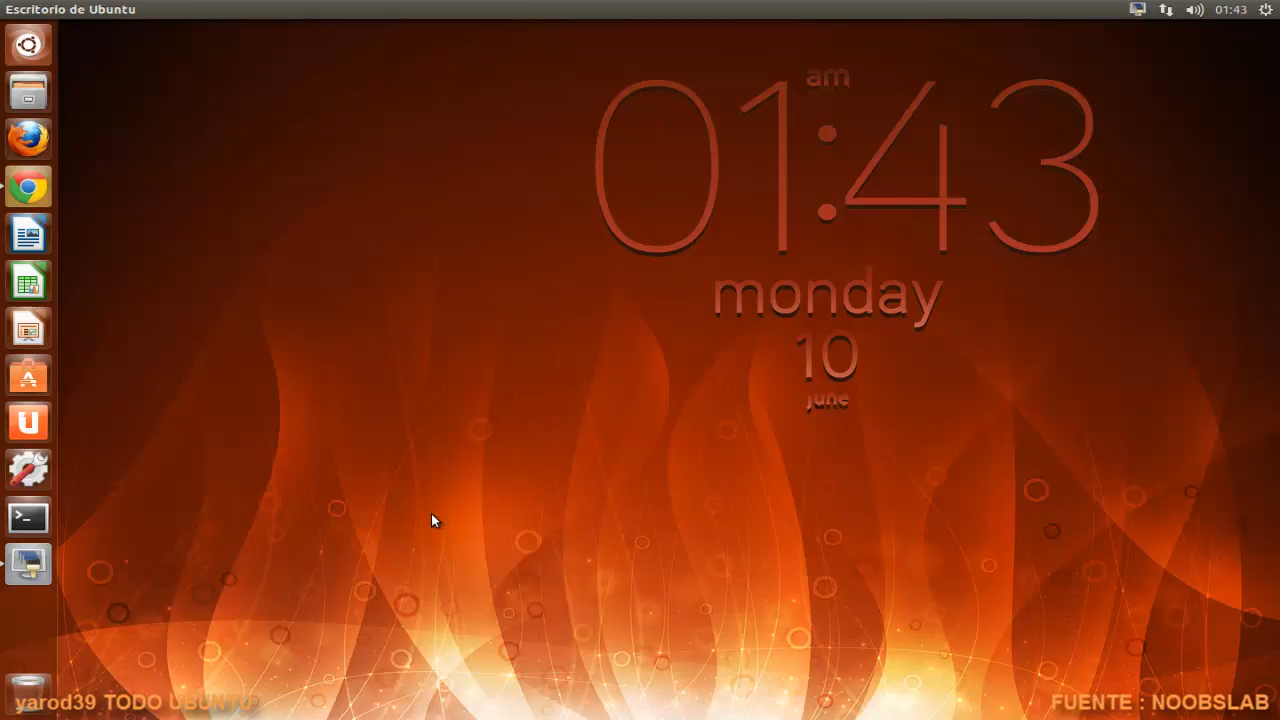 Escritorio de Ubuntu
01:43
01:43
am
monday
10
june
yarod39 TODO UBUNTU
FUENTE : NOOBSLAB